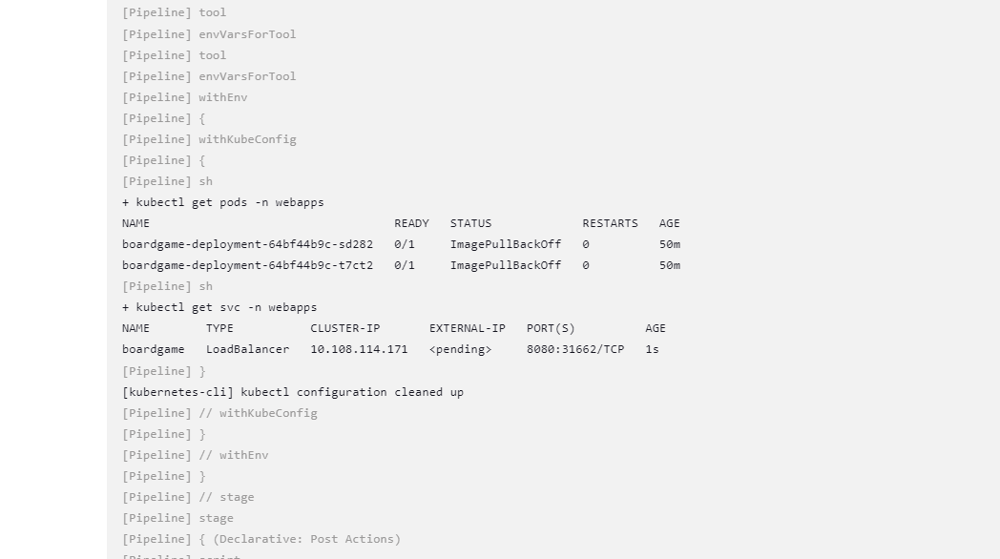 [Pipeline] tool
[Pipeline] envVarsForTool
[Pipeline] tool
[Pipeline] envVarsForTool
[Pipeline] withEnv
[Pipeline] {
[Pipeline] withKubeConfig
[Pipeline] {
[Pipeline] sh
+ kubectl get pods -n webapps
NAME                                   READY   STATUS             RESTARTS   AGE
boardgame-deployment-64bf44b9c-sd282   0/1     ImagePullBackOff   0          50m
boardgame-deployment-64bf44b9c-t7ct2   0/1     ImagePullBackOff   0          50m
[Pipeline] sh
+ kubectl get svc -n webapps
NAME        TYPE           CLUSTER-IP       EXTERNAL-IP   PORT(S)          AGE
boardgame   LoadBalancer   10.108.114.171   <pending>     8080:31662/TCP   1s
[Pipeline] }
[kubernetes-cli] kubectl configuration cleaned up
[Pipeline] // withKubeConfig
[Pipeline] }
[Pipeline] // withEnv
[Pipeline] }
[Pipeline] // stage
[Pipeline] stage
[Pipeline] { (Declarative: Post Actions)
[Pipeline] script